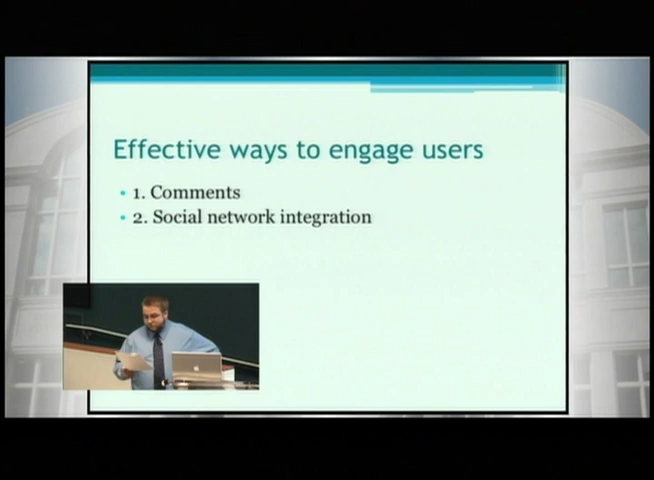 Effective ways to engage users
• 1. Comments
• 2. Social network integration